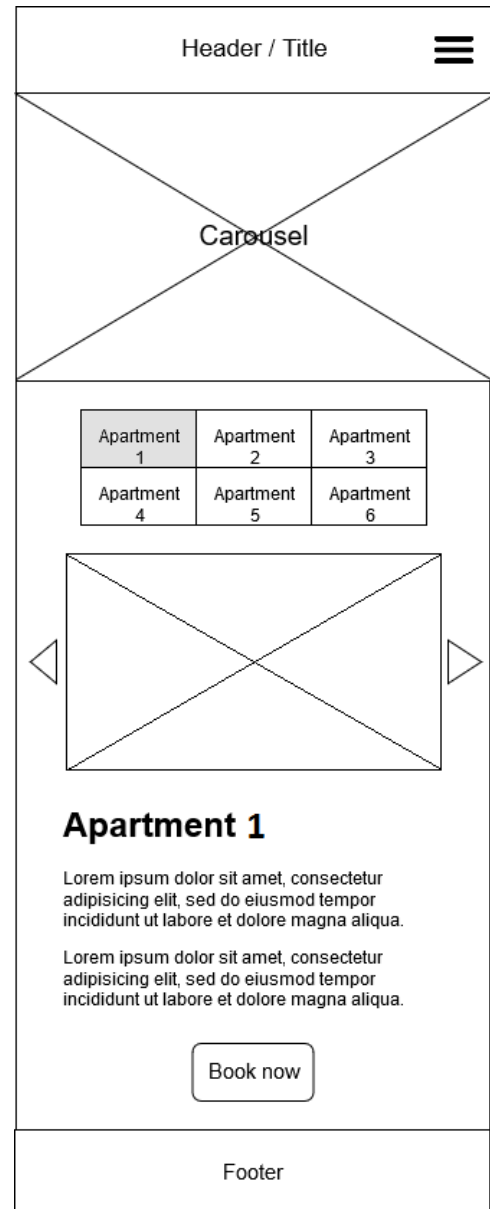 Header / Title
Carousel
Apartment 1
Apartment 2
Apartment 3
Apartment 4
Apartment 5
Apartment 6
Apartment 1
Lorem ipsum dolor sit amet, consectetur
adipisicing elit, sed do eiusmod tempor
incididunt ut labore et dolore magna aliqua.
Lorem ipsum dolor sit amet, consectetur
adipisicing elit, sed do eiusmod tempor
incididunt ut labore et dolore magna aliqua.
Book now
Footer